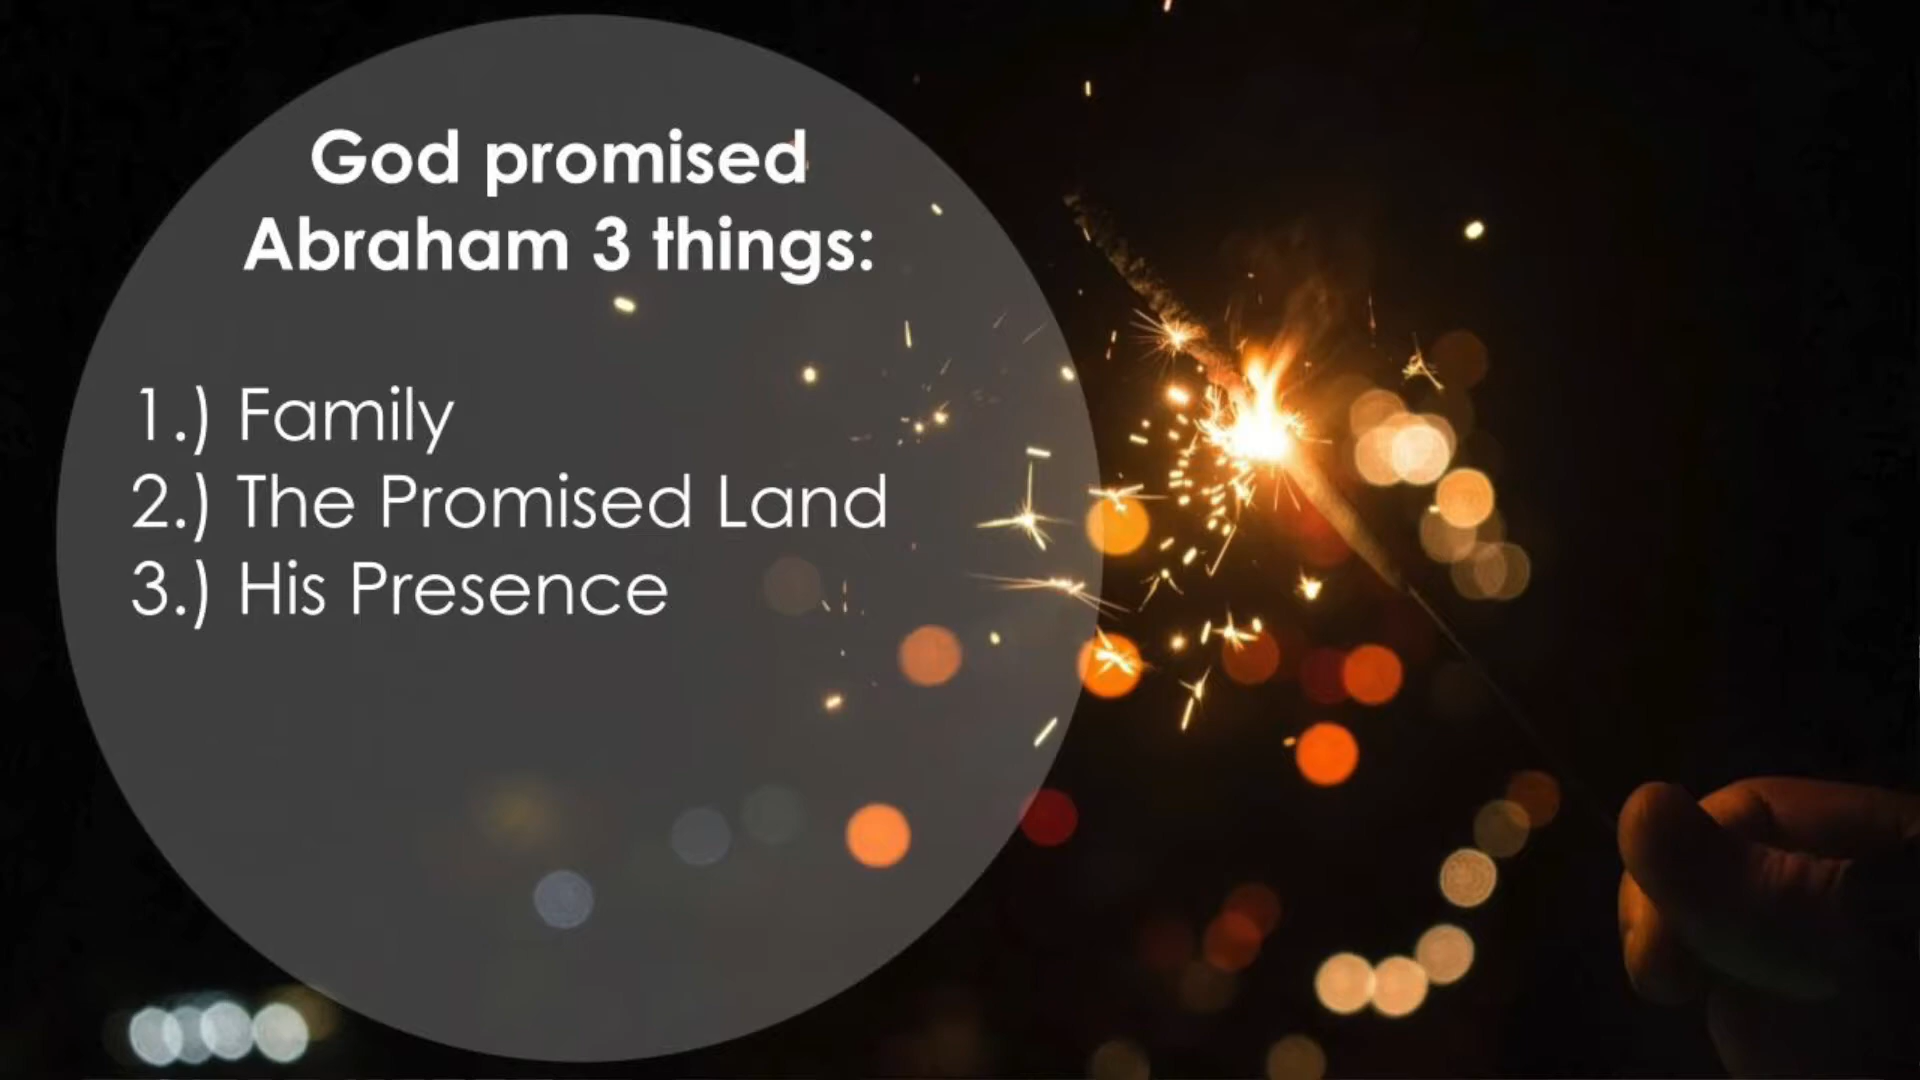 God promised
Abraham 3 things:
1.) Family
2.) The Promised Land
3.) His Presence